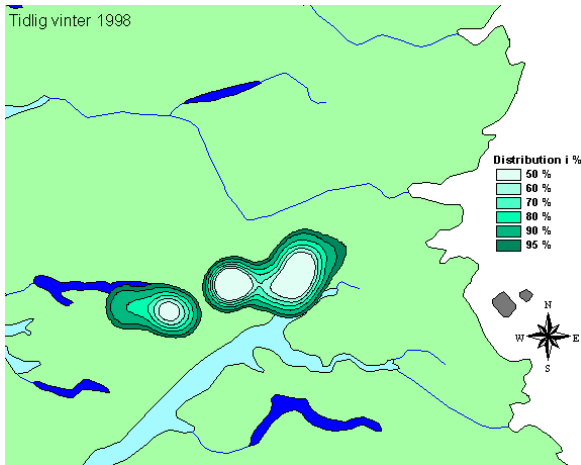 Tidlig vinter 1998
Distribution i %
50 %
60 %
70 %
80 %
90 %
95 %
N
W E
S